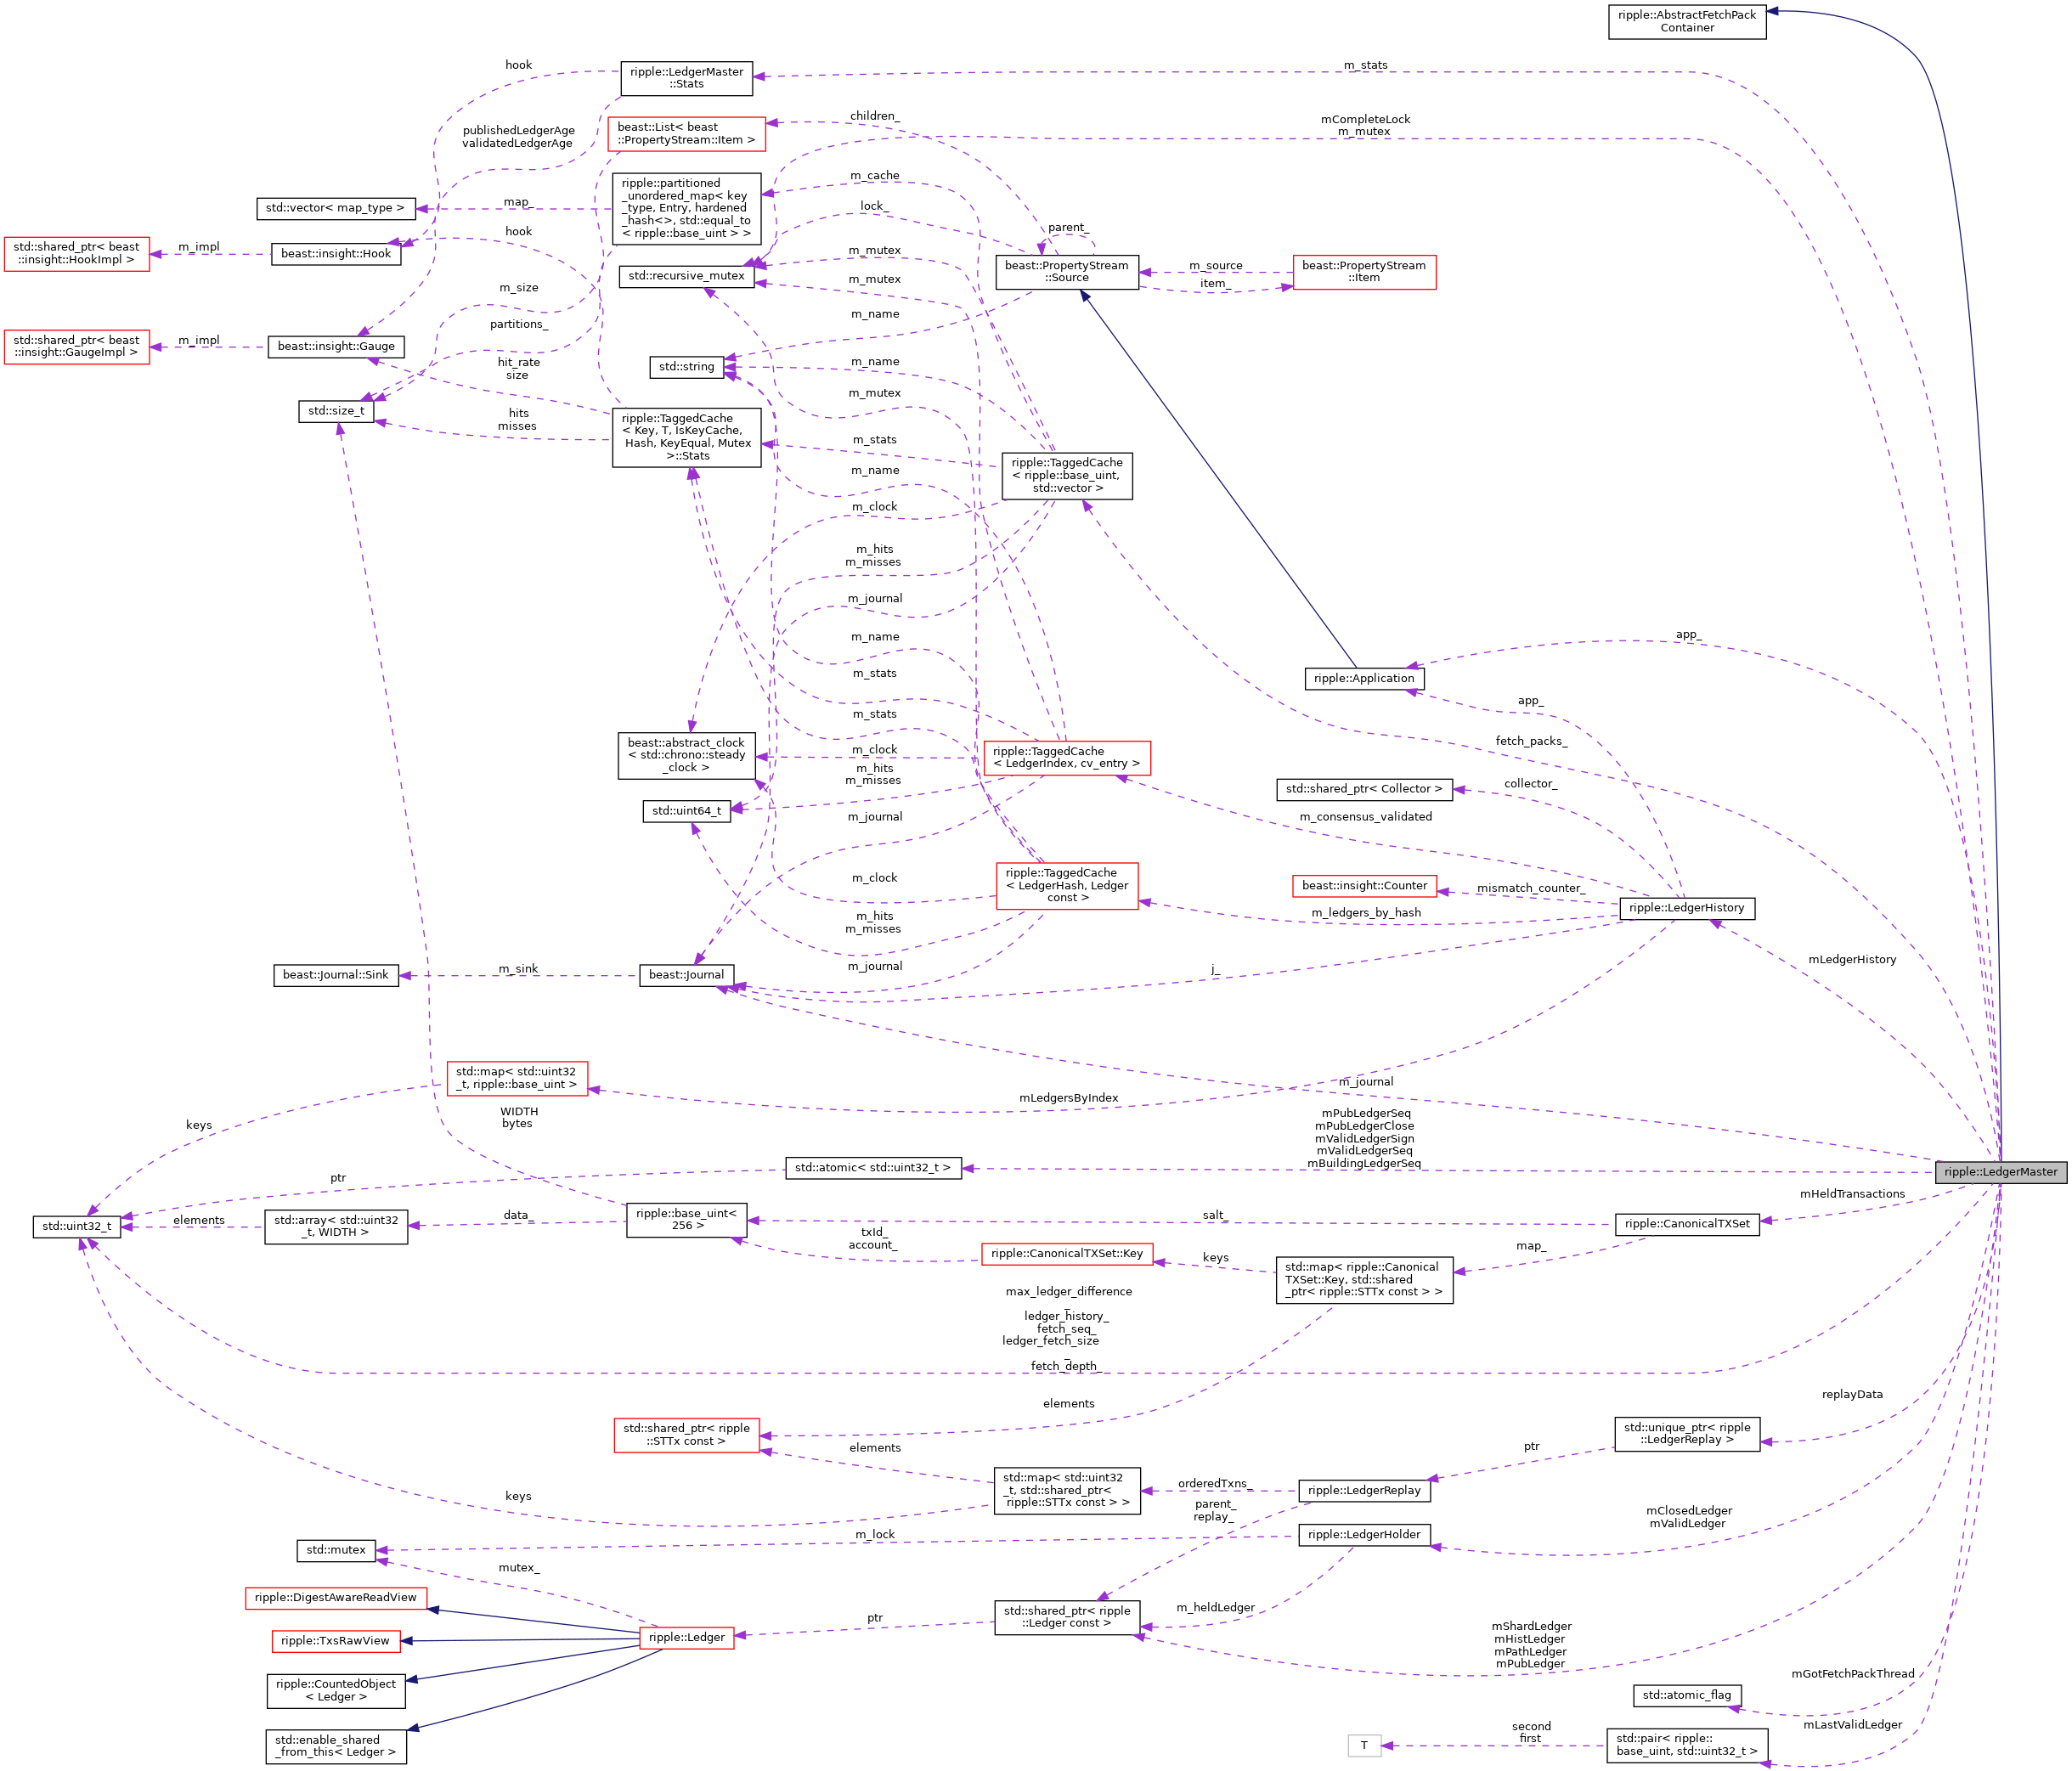 ripple::AbstractFetchPack
Container
hook
ripple::LedgerMaster
::Stats
m_stats
publishedLedgerAge
validatedLedgerAge
beast::List< beast
::PropertyStream::Item >
children_
mCompleteLock
m_mutex
std::vector< map_type >
map_
ripple::partitioned
_unordered_map< key
_type, Entry, hardened
_hash<>, std::equal_to
< ripple::base_uint > >
m_cache
lock_
parent_
std::shared_ptr< beast
::insight::HookImpl >
m_impl
beast::insight::Hook
hook
m_mutex
std::recursive_mutex
m_mutex
beast::PropertyStream
::Source
m_source
item_
beast::PropertyStream
::Item
m_size
partitions_
m_name
std::shared_ptr< beast
::insight::GaugeImpl >
m_impl
beast::insight::Gauge
hit_rate
size
std::string
m_name
m_mutex
std::size_t
hits
misses
ripple::TaggedCache
< Key, T, IsKeyCache,
Hash, KeyEqual, Mutex
>::Stats
m_stats
m_name
ripple::TaggedCache
< ripple::base_uint,
std::vector >
m_clock
m_hits
m_misses
m_journal
m_name
app_
m_stats
ripple::Application
app_
m_stats
fetch_packs_
beast::abstract_clock
< std::chrono::steady
_clock >
m_clock
ripple::TaggedCache
< LedgerIndex, cv_entry >
m_hits
m_misses
std::shared_ptr< Collector >
collector_
std::uint64_t
m_journal
m_consensus_validated
m_clock
ripple::TaggedCache
< LedgerHash, Ledger
const >
beast::insight::Counter
mismatch_counter_
ripple::LedgerHistory
m_ledgers_by_hash
m_hits
m_misses
mLedgerHistory
beast::Journal::Sink
m_sink
beast::Journal
m_journal
j_
std::map< std::uint32
_t, ripple::base_uint >
m_journal
mLedgersByIndex
keys
WIDTH
bytes
mPubLedgerSeq
mPubLedgerClose
mValidLedgerSign
mValidLedgerSeq
mBuildingLedgerSeq
std::atomic< std::uint32_t >
ripple::LedgerMaster
ptr
mHeldTransactions
std::uint32_t
elements
std::array< std::uint32
_t, WIDTH >
data_
ripple::base_uint<
256 >
salt_
ripple::CanonicalTXSet
txId_
account_
ripple::CanonicalTXSet::Key
keys
map_
std::map< ripple::Canonical
TXSet::Key, std::shared
_ptr< ripple::STTx const > >
max_ledger_difference
_
ledger_history_
fetch_seq_
ledger_fetch_size
_
fetch_depth_
elements
replayData
std::shared_ptr< ripple
::STTx const >
elements
std::unique_ptr< ripple
::LedgerReplay >
ptr
keys
std::map< std::uint32
_t, std::shared_ptr<
ripple::STTx const > >
orderedTxns_
ripple::LedgerReplay
parent_
replay_
mClosedLedger
mValidLedger
std::mutex
m_lock
ripple::LedgerHolder
mutex_
ripple::DigestAwareReadView
std::shared_ptr< ripple
::Ledger const >
m_heldLedger
ripple::TxsRawView
ripple::Ledger
ptr
mShardLedger
mHistLedger
mPathLedger
mPubLedger
ripple::CountedObject
< Ledger >
mGotFetchPackThread
std::atomic_flag
std::enable_shared
_from_this< Ledger >
T
second
first
std::pair< ripple::
base_uint, std::uint32_t >
mLastValidLedger